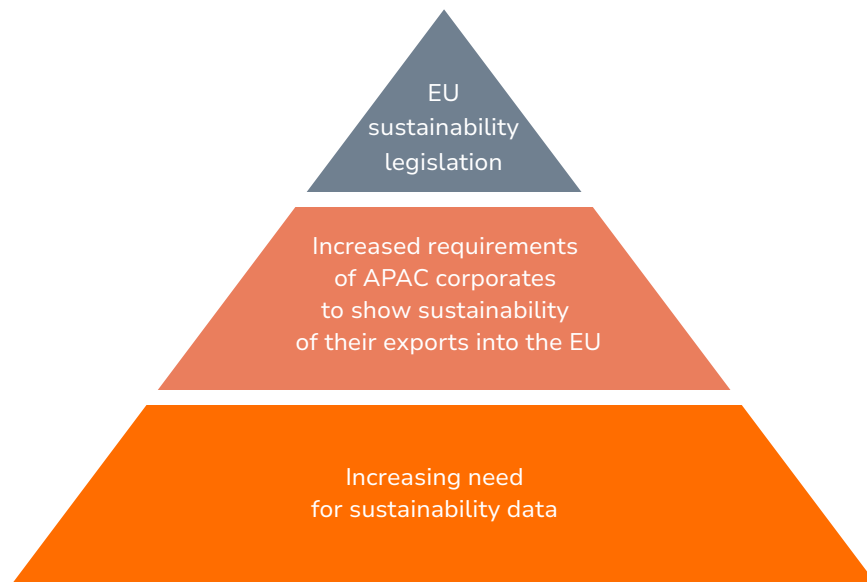 EU
sustainability
legislation
Increased requirements
of APAC corporates
to show sustainability
of their exports into the EU
Increasing need
for sustainability data